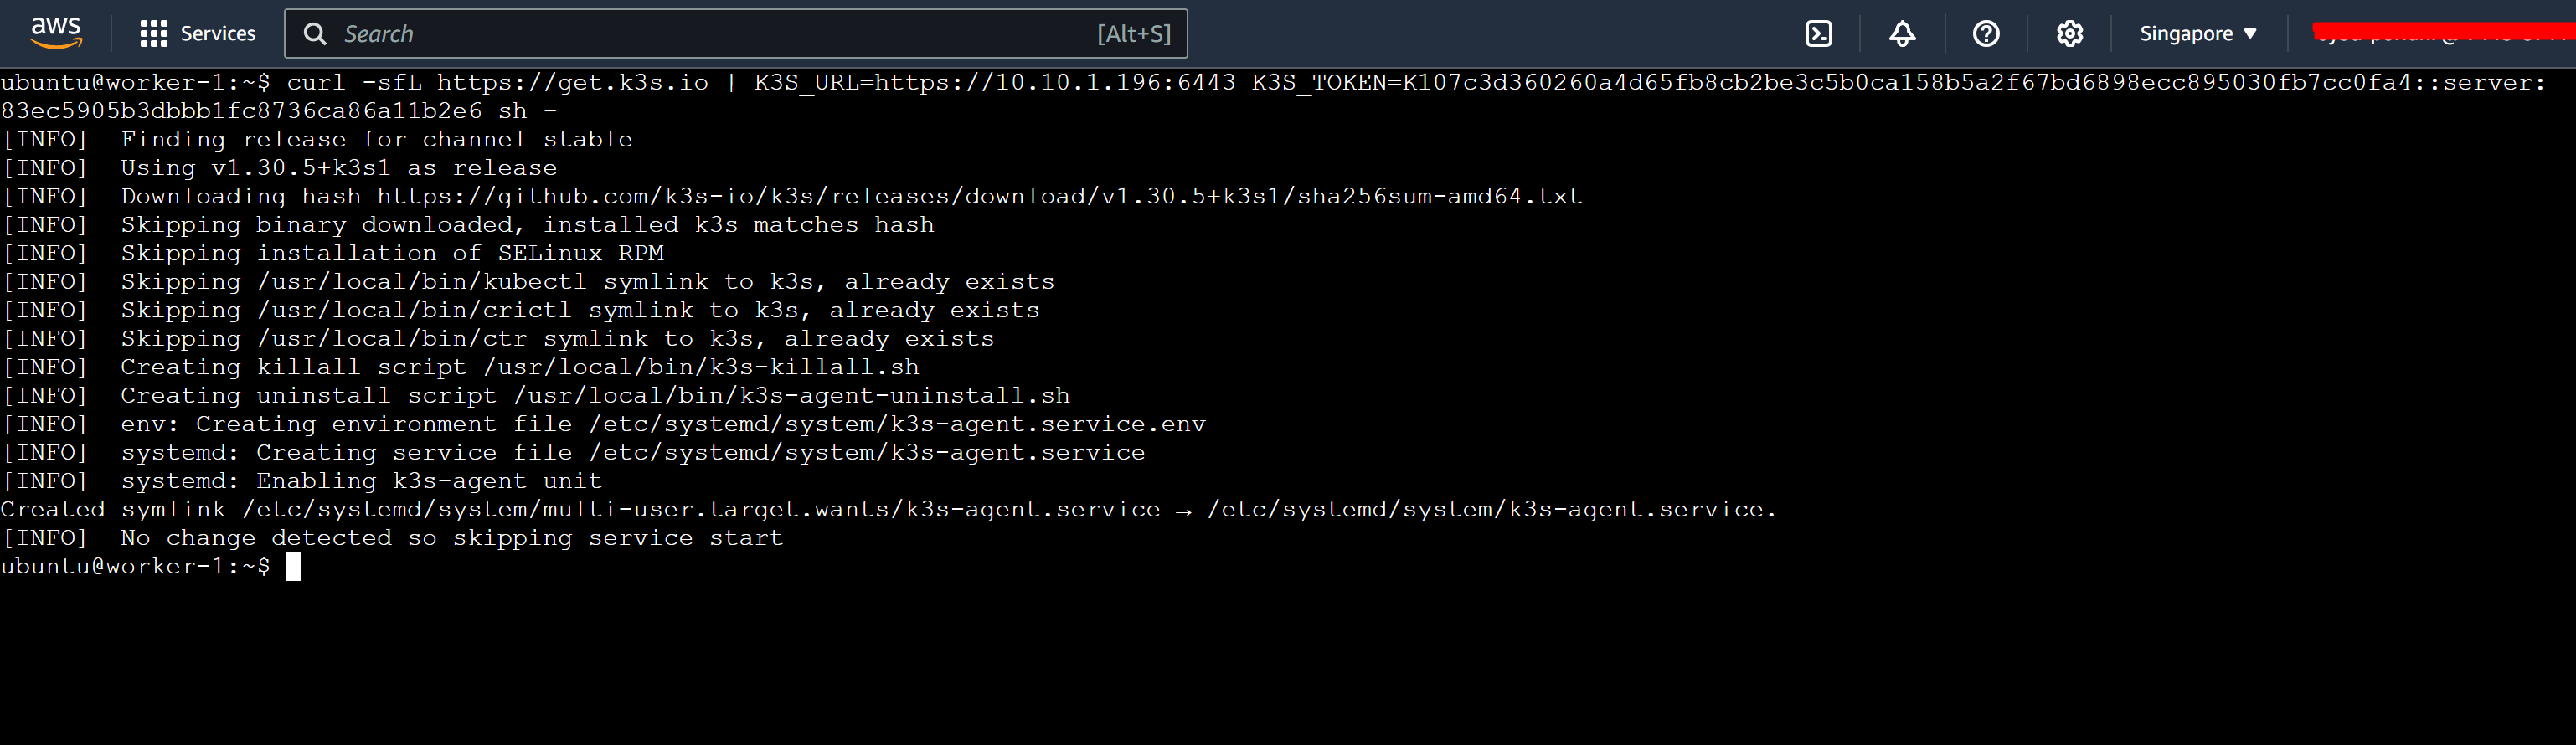 aws Services Search [Alt+S] Singapore
ubuntu@worker-1:~$ curl -sfL https://get.k3s.io | K3S_URL=https://10.10.1.196:6443 K3S_TOKEN=K107c3d360260a4d65fb8cb2be3c5b0ca158b5a2f67bd6898ecc895030fb7cc0fa4::server:
83ec5905b3dbbb1fc8736ca86a11b2e6 sh -
[INFO]  Finding release for channel stable
[INFO]  Using v1.30.5+k3s1 as release
[INFO]  Downloading hash https://github.com/k3s-io/k3s/releases/download/v1.30.5+k3s1/sha256sum-amd64.txt
[INFO]  Skipping binary downloaded, installed k3s matches hash
[INFO]  Skipping installation of SELinux RPM
[INFO]  Skipping /usr/local/bin/kubectl symlink to k3s, already exists
[INFO]  Skipping /usr/local/bin/crictl symlink to k3s, already exists
[INFO]  Skipping /usr/local/bin/ctr symlink to k3s, already exists
[INFO]  Creating killall script /usr/local/bin/k3s-killall.sh
[INFO]  Creating uninstall script /usr/local/bin/k3s-agent-uninstall.sh
[INFO]  env: Creating environment file /etc/systemd/system/k3s-agent.service.env
[INFO]  systemd: Creating service file /etc/systemd/system/k3s-agent.service
[INFO]  systemd: Enabling k3s-agent unit
Created symlink /etc/systemd/system/multi-user.target.wants/k3s-agent.service → /etc/systemd/system/k3s-agent.service.
[INFO]  No change detected so skipping service start
ubuntu@worker-1:~$